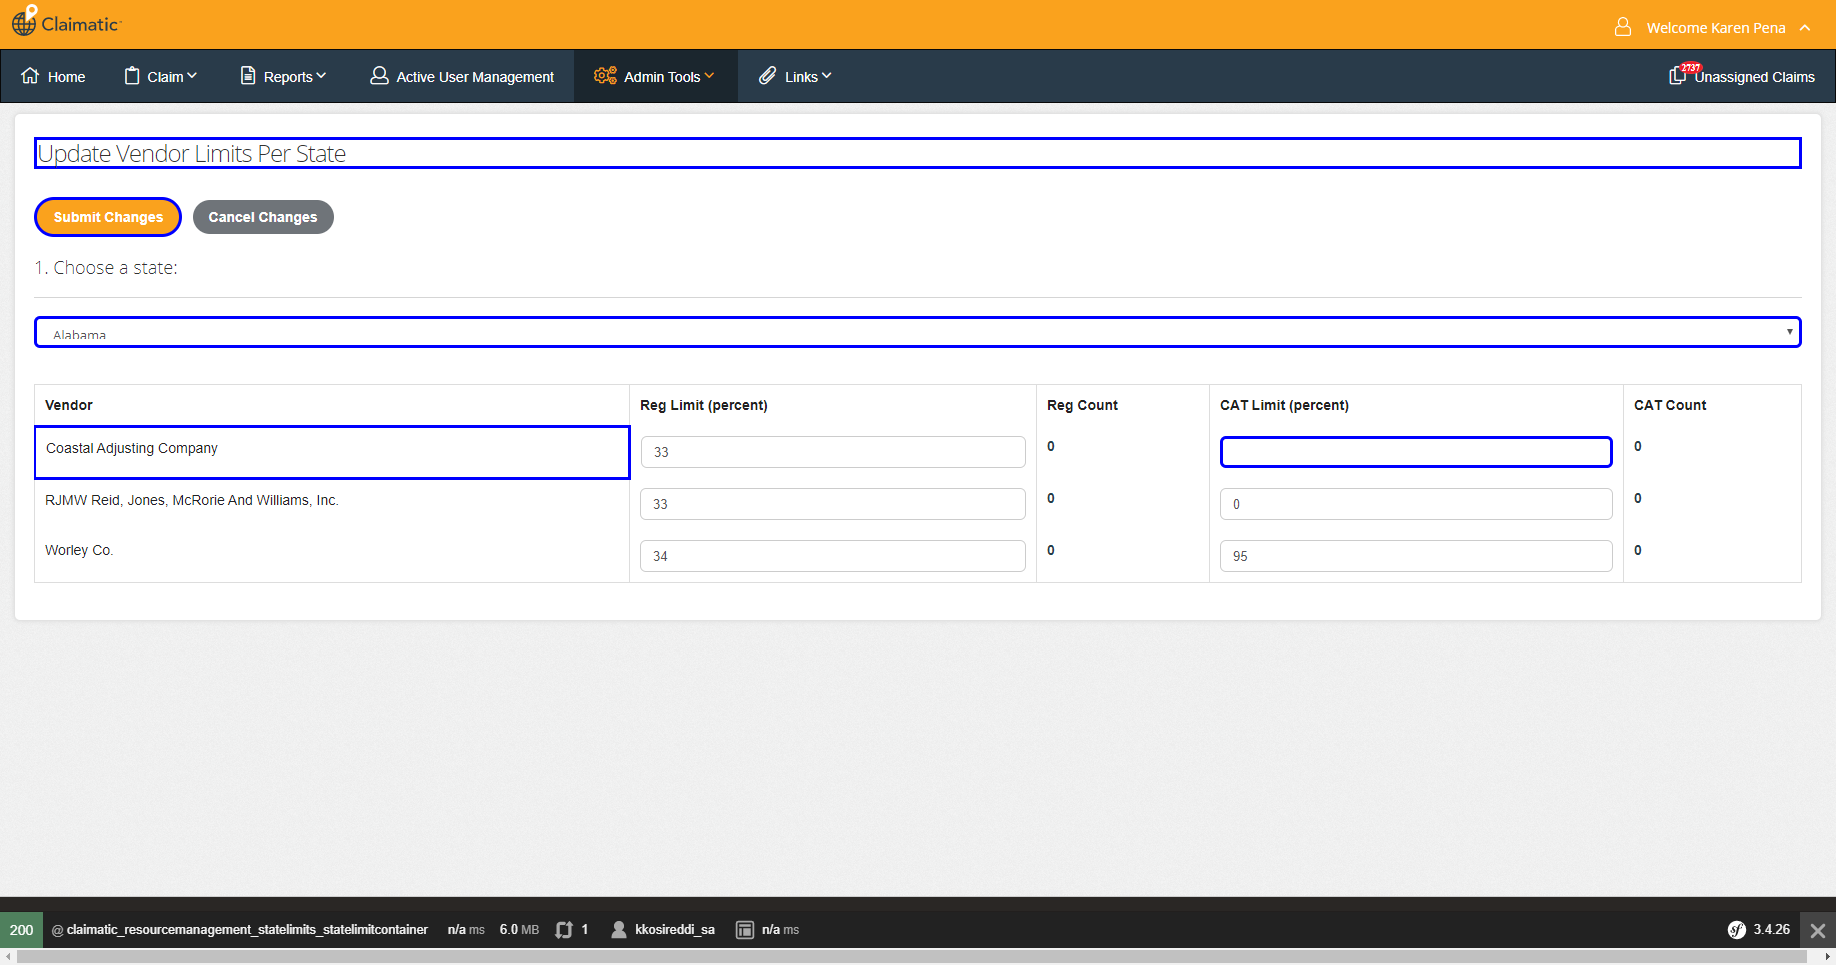 Claimatic
Welcome Karen Pena
Home Claim Reports Active User Management Admin Tools Links 2737 Unassigned Claims
Update Vendor Limits Per State
Submit Changes Cancel Changes
1. Choose a state:
Alabama
Vendor Reg Limit (percent) Reg Count CAT Limit (percent) CAT Count
Coastal Adjusting Company 33 0 0
RJMW Reid, Jones, McRorie And Williams, Inc. 33 0 0 0
Worley Co. 34 0 95 0
200 @ claimatic_resourcemanagement_statelimits_statelimitcontainer n/a ms 6.0 MB 1 kkosireddi_sa n/a ms sf 3.4.26